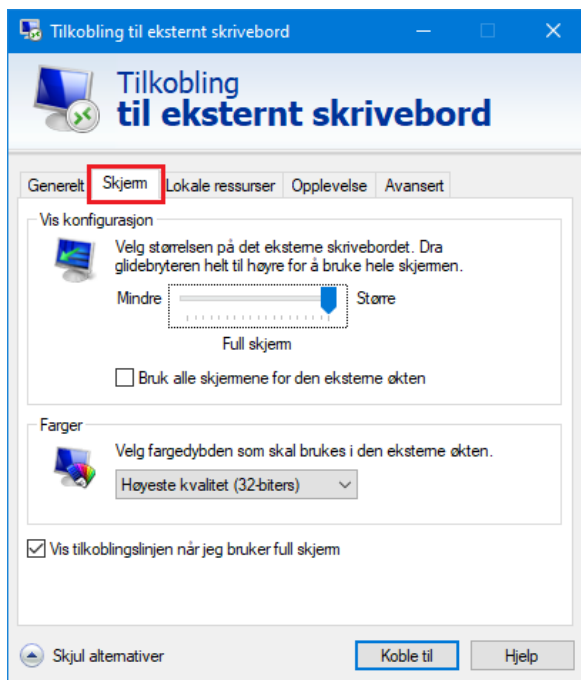 Tilkobling til eksternt skrivebord
Tilkobling
til eksternt skrivebord
Generelt Skjerm Lokale ressurser Opplevelse Avansert
Vis konfigurasjon
Velg størrelsen på det eksterne skrivebordet. Dra
glidebryteren helt til høyre for å bruke hele skjermen.
Mindre Større
Full skjerm
Bruk alle skjermene for den eksterne økten
Farger
Velg fargedybden som skal brukes i den eksterne økten.
Høyeste kvalitet (32-biters)
Vis tilkoblingslinjen når jeg bruker full skjerm
Skjul alternativer Koble til Hjelp